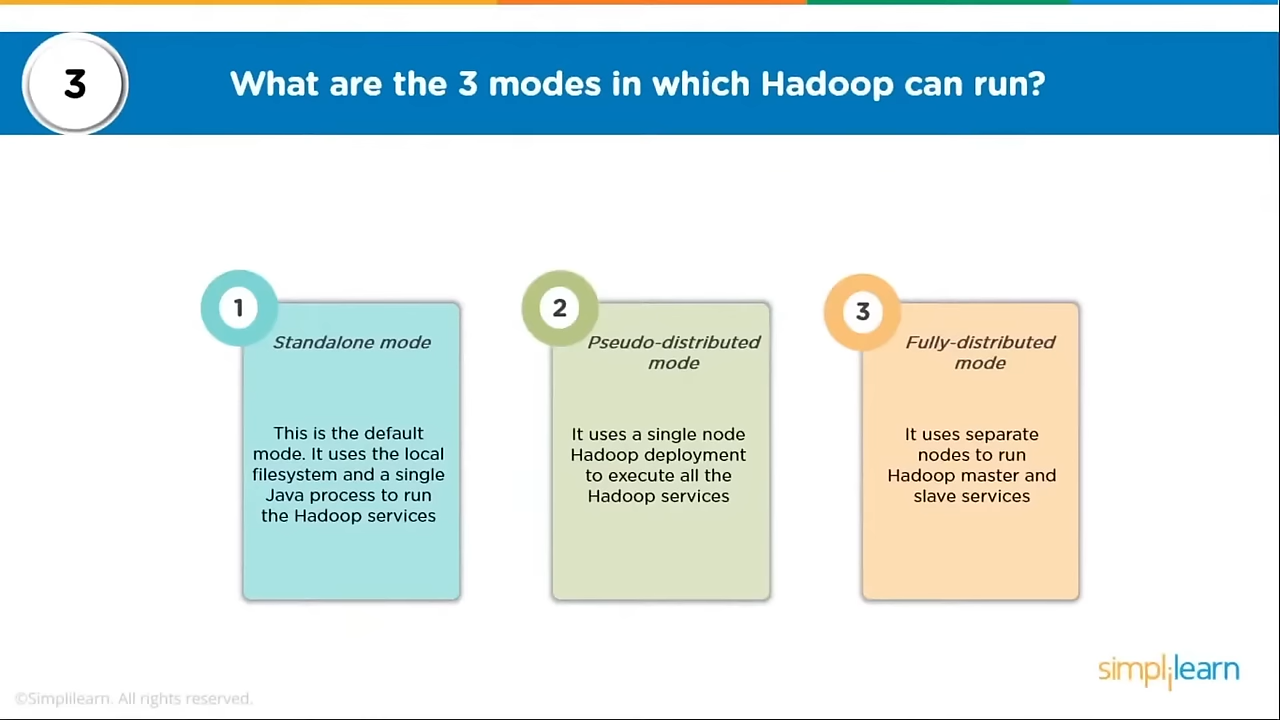 3
What are the 3 modes in which Hadoop can run?
1
Standalone mode
This is the default
mode. It uses the local
filesystem and a single
Java process to run
the Hadoop services
2
Pseudo-distributed
mode
It uses a single node
Hadoop deployment
to execute all the
Hadoop services
3
Fully-distributed
mode
It uses separate
nodes to run
Hadoop master and
slave services
simplilearn
©Simplilearn. All rights reserved.